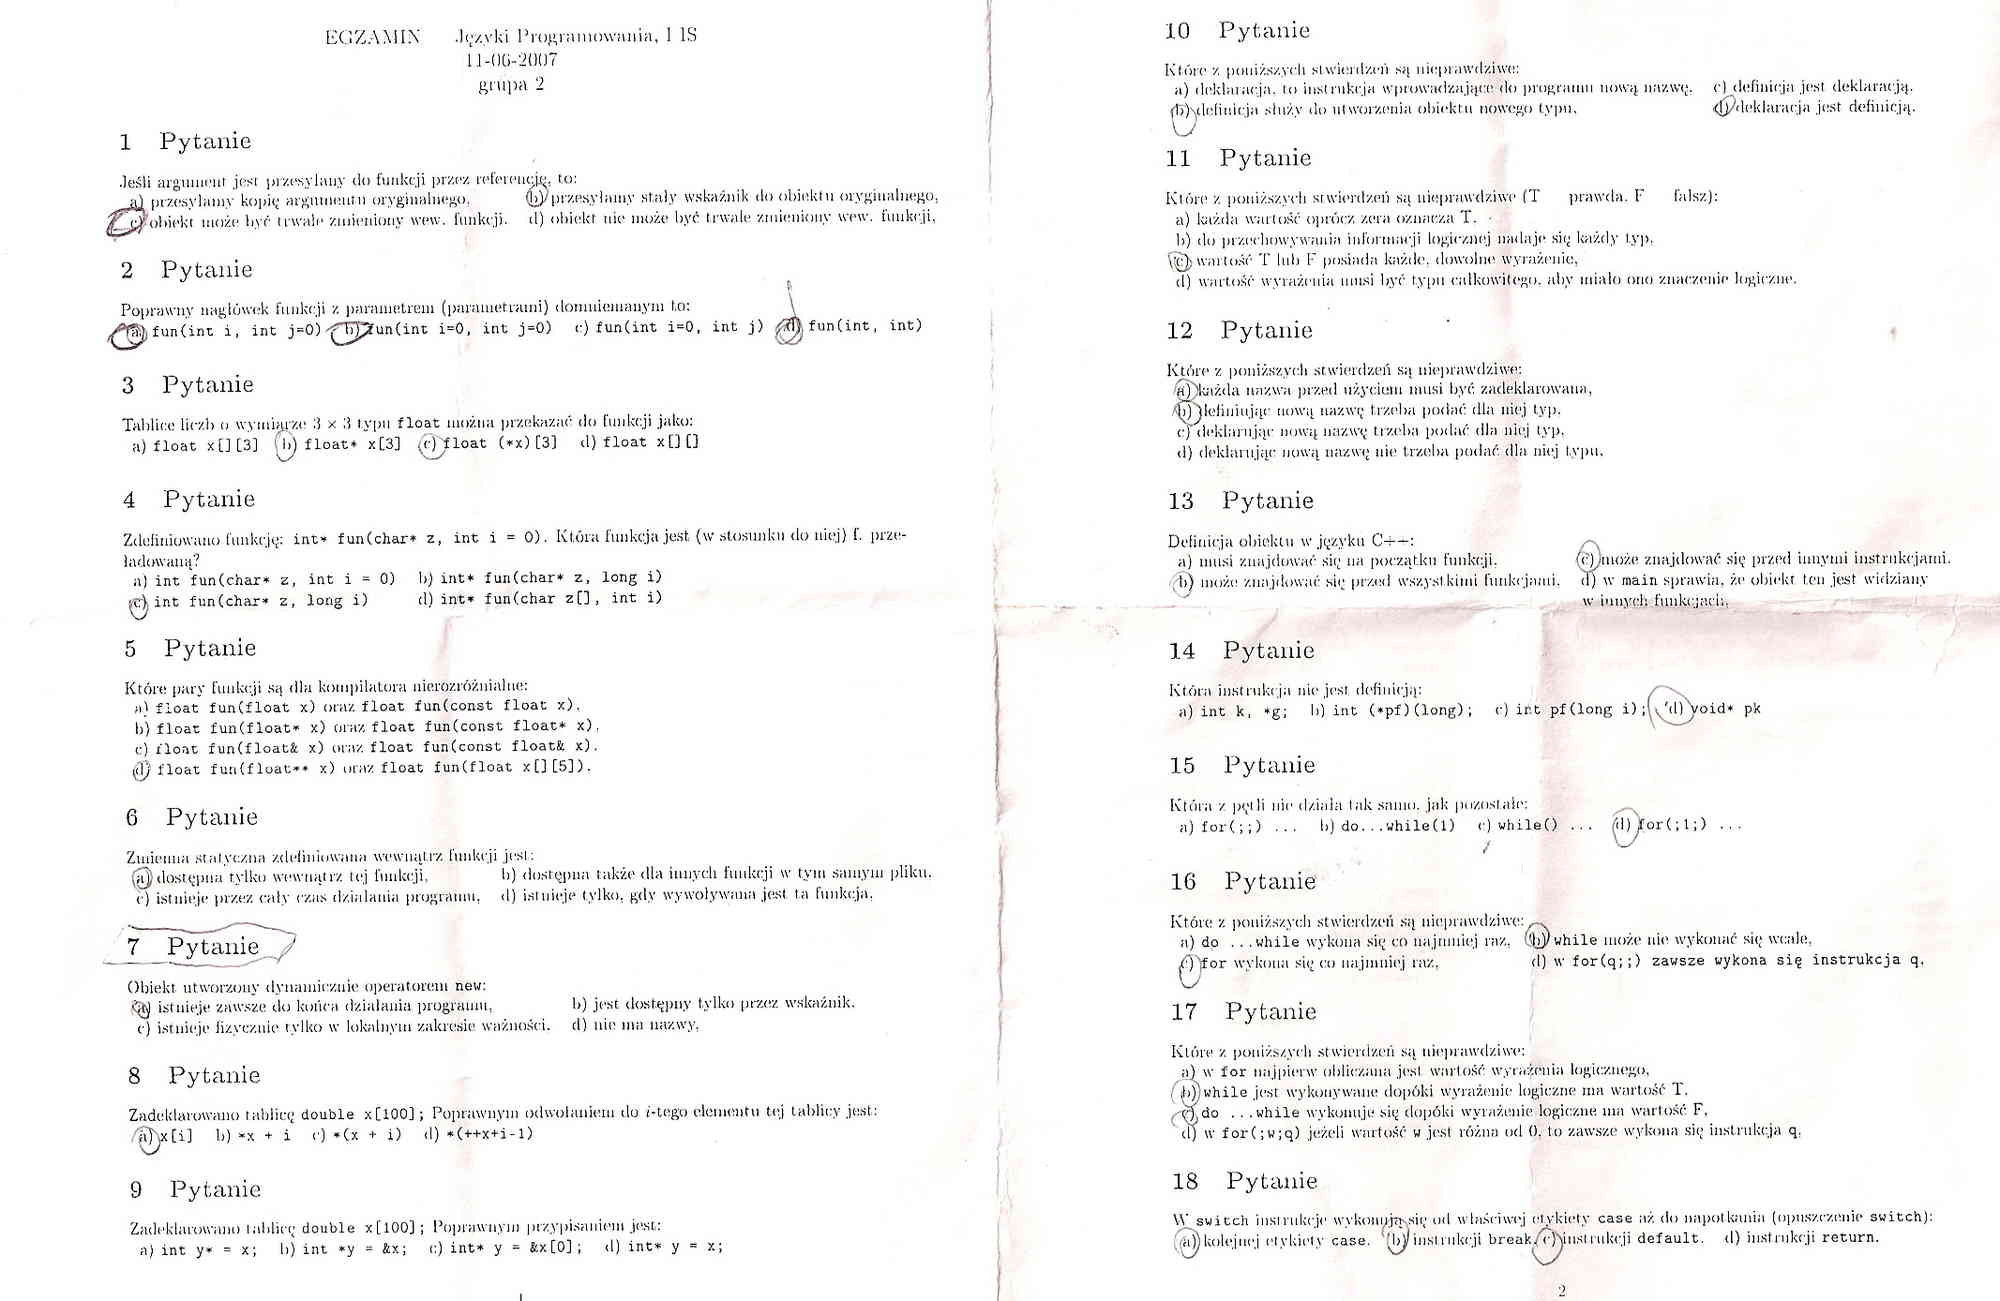 EGZAMIN Języki Programowania, I IS
11-06-2007
grupa 2
1 Pytanie
Jeśli argument jest przesyłany do funkcji przez referencję, to:
a) przesyłamy kopię argumentu oryginalnego, b) przesyłamy stały wskaźnik do obiektu oryginalnego,
c) obiekt może być trwale zmieniony wew. funkcji. d) obiekt nie może być trwale zmieniony wew. funkcji,
2 Pytanie
Poprawny nagłówek funkcji z parametrem (parametrami) domniemanym to:
a) fun(int i, int j=0) b) fun(int i=0, int j=0) c) fun(int i=0, int j) d) fun(int, int)
3 Pytanie
Tablice liczb o wymiarze 3 × 3 typu float można przekazać do funkcji jako:
a) float x[][3] b) float* x[3] c) float (*x)[3] d) float x[][]
4 Pytanie
Zdefiniowano funkcję: int* fun(char* z, int i = 0). Która funkcja jest (w stosunku do niej) f. prze-
ładowaną?
a) int fun(char* z, int i = 0) b) int* fun(char* z, long i)
c) int fun(char* z, long i) d) int* fun(char z[], int i)
5 Pytanie
Które pary funkcji są dla kompilatora nierozróżnialne:
a) float fun(float x) oraz float fun(const float x),
b) float fun(float* x) oraz float fun(const float* x),
c) float fun(float& x) oraz float fun(const float& x).
d) float fun(float** x) oraz float fun(float x[][5]).
6 Pytanie
Zmienna statyczna zdefiniowana wewnątrz funkcji jest:
a) dostępna tylko wewnątrz tej funkcji, b) dostępna także dla innych funkcji w tym samym pliku.
c) istnieje przez cały czas działania programu, d) istnieje tylko, gdy wywoływana jest ta funkcja,
7 Pytanie
Obiekt utworzony dynamicznie operatorem new:
a) istnieje zawsze do końca działania programu, b) jest dostępny tylko przez wskaźnik.
c) istnieje fizycznie tylko w lokalnym zakresie ważności. d) nie ma nazwy,
8 Pytanie
Zadeklarowano tablicę double x[100]; Poprawnym odwołaniem do i-tego elementu tej tablicy jest:
a) x[i] b) *x + i c) *(x + i) d) *(++x+i-1)
9 Pytanie
Zadeklarowano tablicę double x[100]; Poprawnym przypisaniem jest:
a) int y* = x; b) int *y = &x; c) int* y = &x[0]; d) int* y = x;
10 Pytanie
Które z poniższych stwierdzeń są nieprawdziwe:
a) deklaracja, to instrukcja wprowadzające do programu nową nazwę. c) definicja jest deklaracją.
b) definicja służy do utworzenia obiektu nowego typu, d) deklaracja jest definicją.
11 Pytanie
Które z poniższych stwierdzeń są nieprawdziwe (T prawda. F fałsz):
a) każda wartość oprócz zera oznacza T.
b) do przechowywania informacji logicznej nadaje się każdy typ,
c) wartość T lub F posiada każde, dowolne wyrażenie,
d) wartość wyrażenia musi być typu całkowitego, aby miało ono znaczenie logiczne.
12 Pytanie
Które z poniższych stwierdzeń są nieprawdziwe:
a) każda nazwa przed użyciem musi być zadeklarowana,
b) definiując nową nazwę trzeba podać dla niej typ.
c) deklarując nową nazwę trzeba podać dla niej typ,
d) deklarując nową nazwę nie trzeba podać dla niej typu.
13 Pytanie
Definicja obiektu w języku C++:
a) musi znajdować się na początku funkcji, c) może znajdować się przed innymi instrukcjami.
b) może znajdować się przed wszystkimi funkcjami, d) w main sprawia, że obiekt ten jest widziany
w innych funkcjach,
14 Pytanie
Która instrukcja nie jest definicją:
a) int k, *g; b) int (*pf)(long); c) int pf(long i); d) void* pk
15 Pytanie
Która z pętli nie działa tak samo, jak pozostałe:
a) for(;;) ... b) do...while(1) c) while() ... d) for(;1;) ...
16 Pytanie
Które z poniższych stwierdzeń są nieprawdziwe:
a) do ...while wykona się co najmniej raz, b) while może nie wykonać się wcale,
c) for wykona się co najmniej raz, d) w for(q;;) zawsze wykona się instrukcja q,
17 Pytanie
Które z poniższych stwierdzeń są nieprawdziwe:
a) w for najpierw obliczana jest wartość wyrażenia logicznego,
b) while jest wykonywane dopóki wyrażenie logiczne ma wartość T.
c) do ...while wykonuje się dopóki wyrażenie logiczne ma wartość F,
d) w for(;w;q) jeżeli wartość w jest różna od 0, to zawsze wykona się instrukcja q,
18 Pytanie
W switch instrukcje wykonują się od właściwej etykiety case aż do napotkania (opuszczenie switch):
a) kolejnej etykiety case. b) instrukcji break, c) instrukcji default. d) instrukcji return.
2